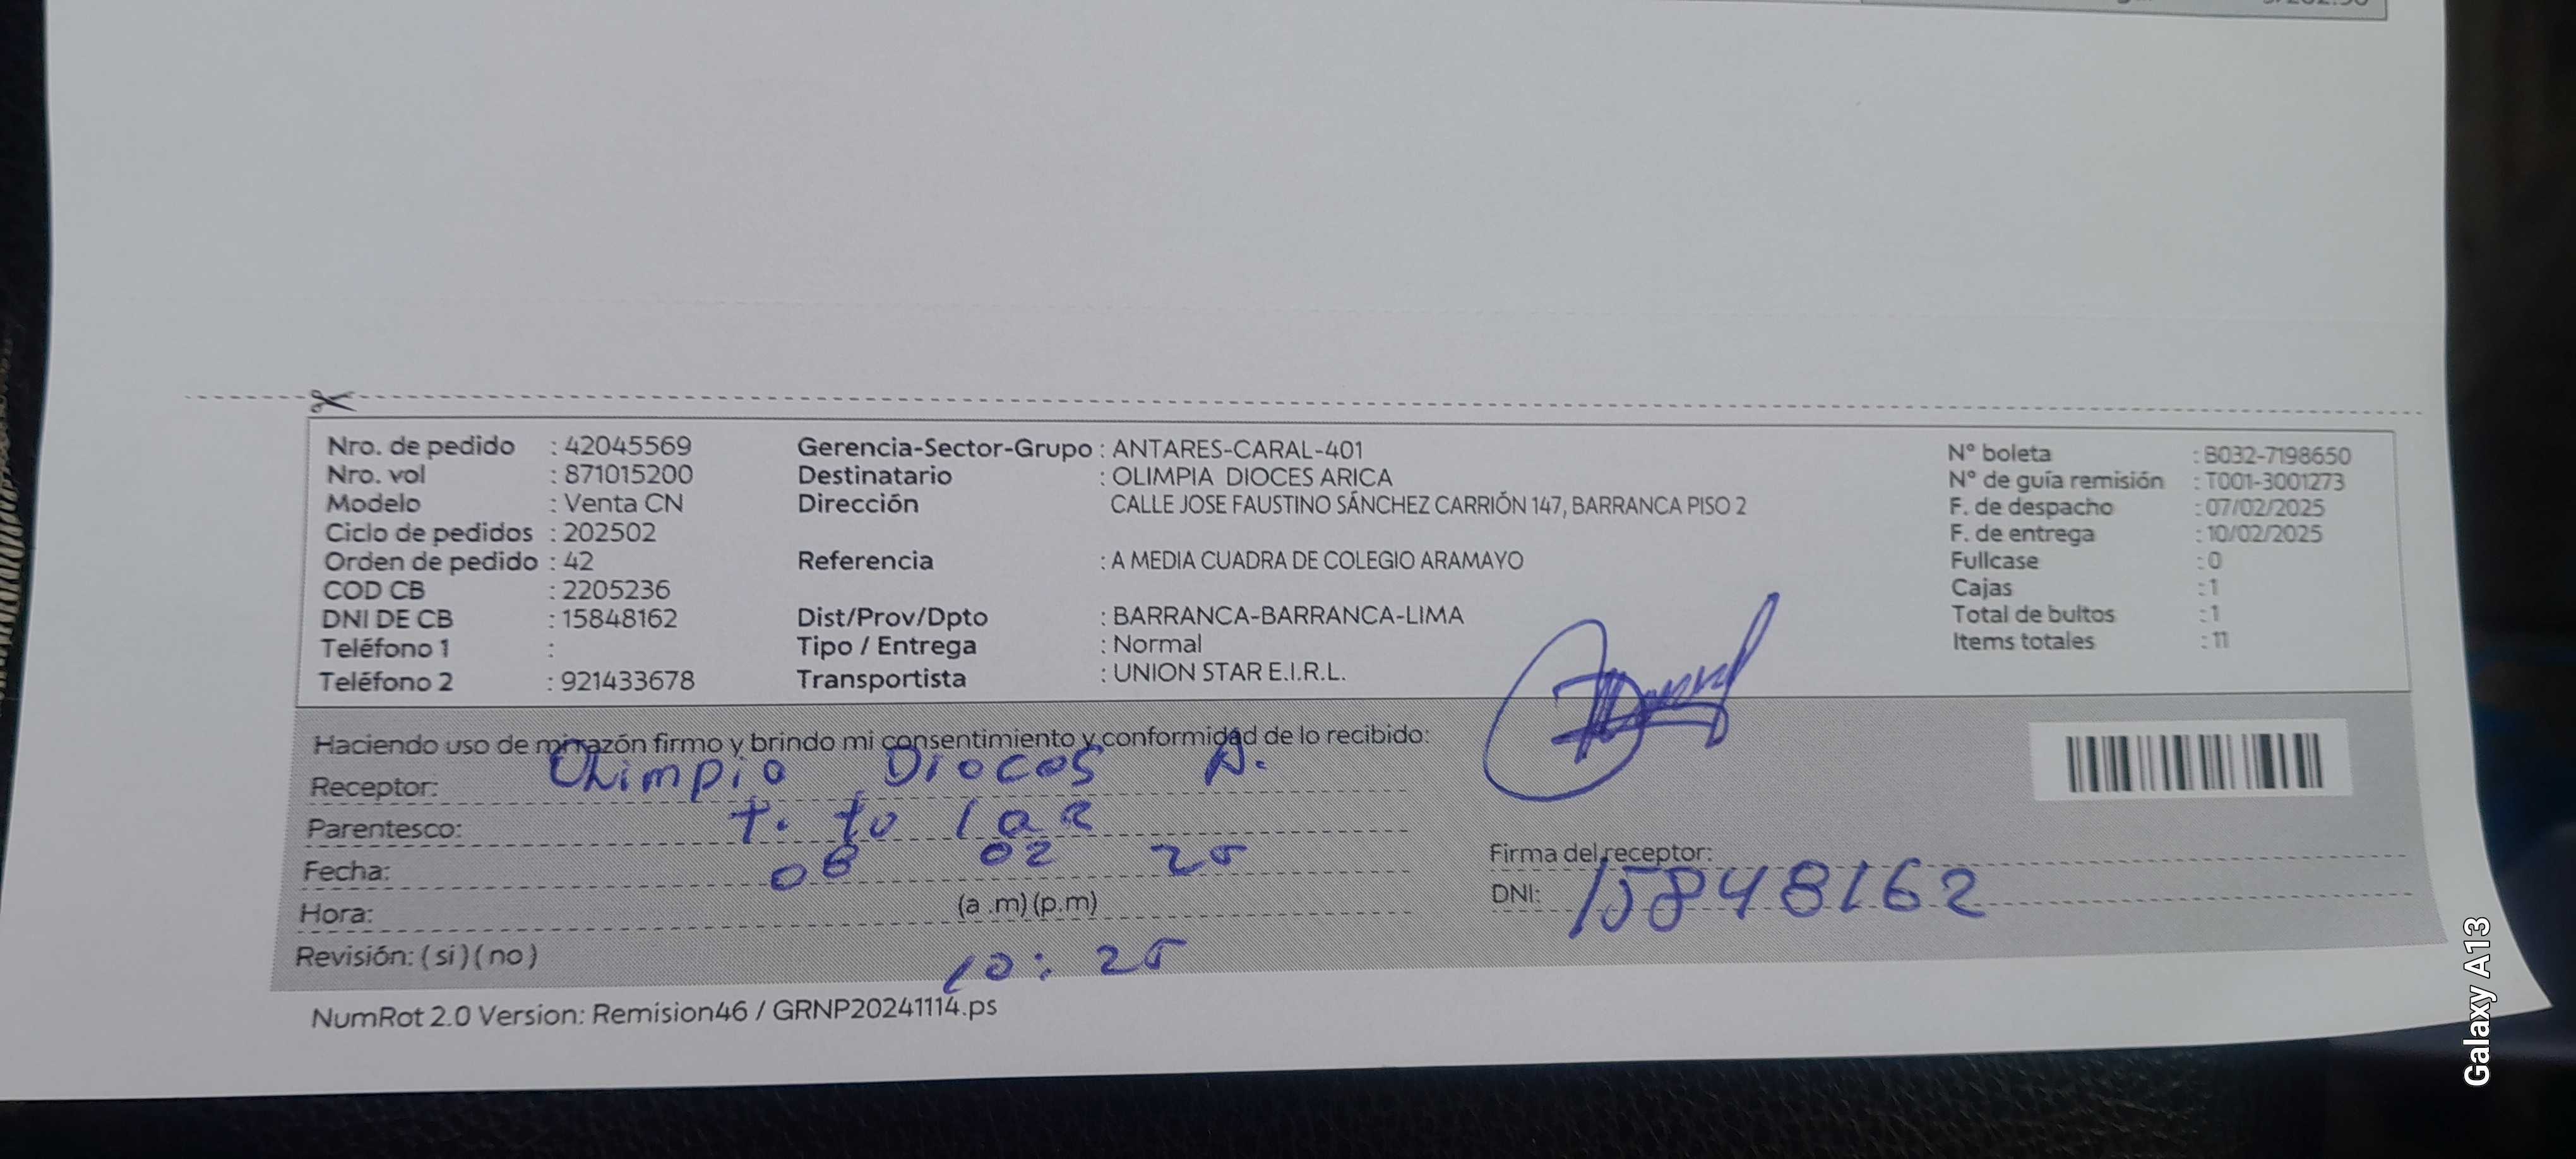 Nro. de pedido : 42045569
Nro. vol : 871015200
Modelo : Venta CN
Ciclo de pedidos : 202502
Orden de pedido : 42
COD CB : 2205236
DNI DE CB : 15848162
Teléfono 1 :
Teléfono 2 : 921433678
Gerencia-Sector-Grupo : ANTARES-CARAL-401
Destinatario : OLIMPIA DIOCES ARICA
Dirección CALLE JOSE FAUSTINO SÁNCHEZ CARRIÓN 147, BARRANCA PISO 2
Referencia : A MEDIA CUADRA DE COLEGIO ARAMAYO
Dist/Prov/Dpto : BARRANCA-BARRANCA-LIMA
Tipo / Entrega : Normal
Transportista : UNION STAR E.I.R.L.
N° boleta : B032-7198650
N° de guía remisión : T001-3001273
F. de despacho : 07/02/2025
F. de entrega : 10/02/2025
Fullcase : 0
Cajas : 1
Total de bultos : 1
Items totales : 11
Haciendo uso de mi razón firmo y brindo mi consentimiento y conformidad de lo recibido:
Receptor: Olimpia Dioces A.
Parentesco: titular
Fecha: 08 02 25
Hora: (a .m) (p.m)
10:25
Revisión: ( si ) ( no )
Firma del receptor:
DNI: 15848162
NumRot 2.0 Version: Remision46 / GRNP20241114.ps
Galaxy A13